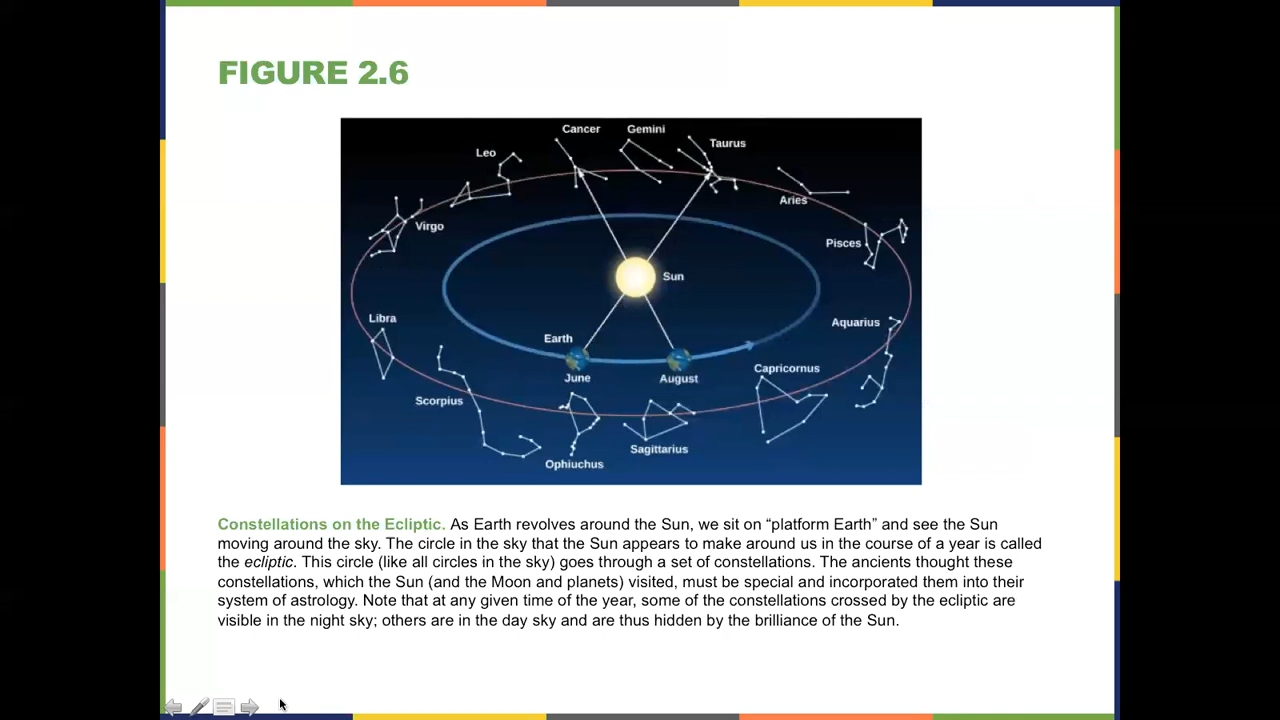 FIGURE 2.6
Cancer
Gemini
Taurus
Leo
Aries
Virgo
Pisces
Sun
Libra
Aquarius
Earth
June
August
Capricornus
Scorpius
Sagittarius
Ophiuchus
Constellations on the Ecliptic. As Earth revolves around the Sun, we sit on “platform Earth” and see the Sun
moving around the sky. The circle in the sky that the Sun appears to make around us in the course of a year is called
the ecliptic. This circle (like all circles in the sky) goes through a set of constellations. The ancients thought these
constellations, which the Sun (and the Moon and planets) visited, must be special and incorporated them into their
system of astrology. Note that at any given time of the year, some of the constellations crossed by the ecliptic are
visible in the night sky; others are in the day sky and are thus hidden by the brilliance of the Sun.